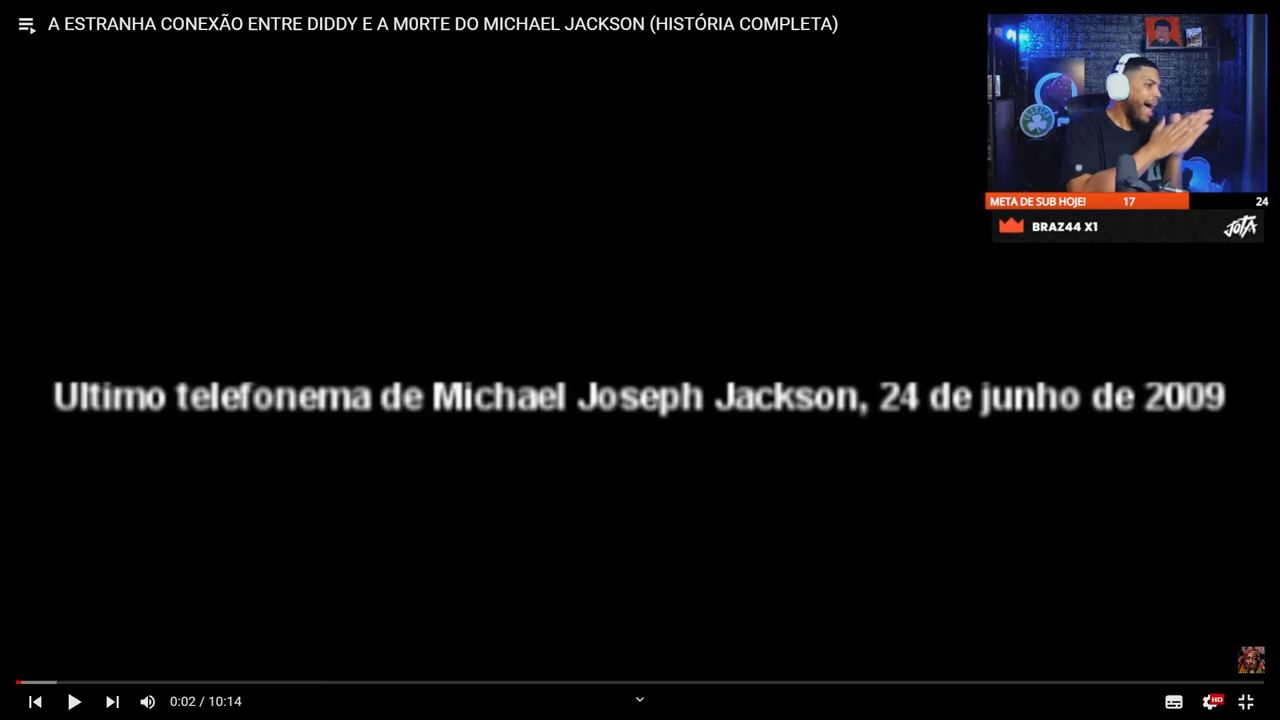 A ESTRANHA CONEXÃO ENTRE DIDDY E A M0RTE DO MICHAEL JACKSON (HISTÓRIA COMPLETA)
META DE SUB HOJE! 17 24
BRAZ44 X1 JOTA
Ultimo telefonema de Michael Joseph Jackson, 24 de junho de 2009
0:02 / 10:14 HD